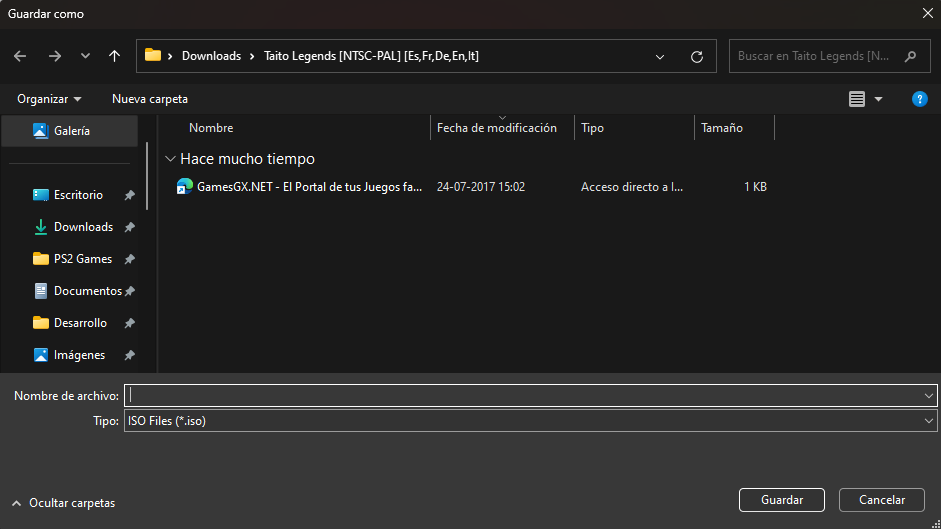 Guardar como
Downloads Taito Legends [NTSC-PAL] [Es,Fr,De,En,It]
Buscar en Taito Legends [N...
Organizar
Nueva carpeta
?
Galería
Escritorio
Downloads
PS2 Games
Documentos
Desarrollo
Imágenes
Nombre Fecha de modificación Tipo Tamaño
Hace mucho tiempo
GamesGX.NET - El Portal de tus Juegos fa... 24-07-2017 15:02 Acceso directo a I... 1 KB
Nombre de archivo:
Tipo: ISO Files (*.iso)
Ocultar carpetas
Guardar
Cancelar